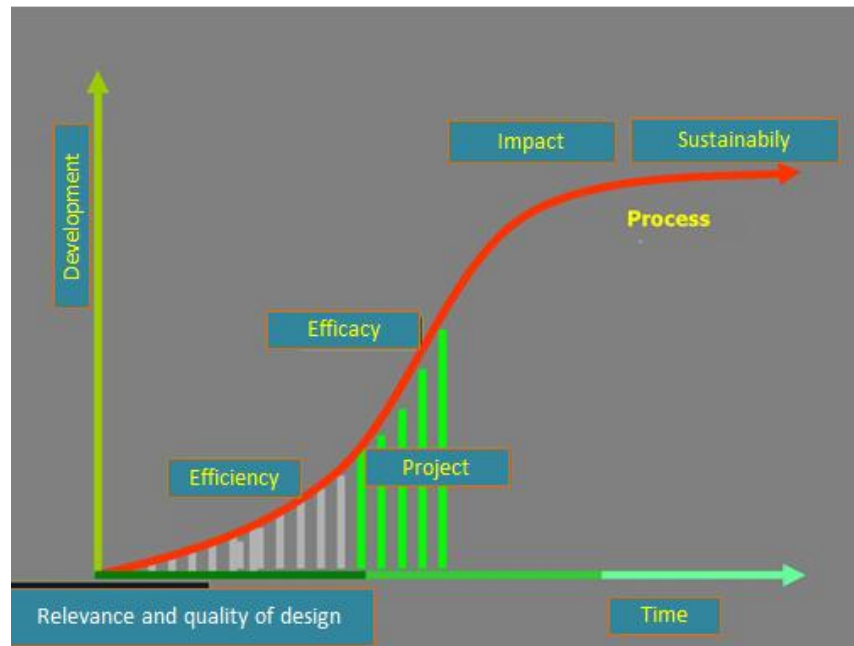 Impact
Sustainabily
Development
Process
Efficacy
Efficiency
Project
Relevance and quality of design
Time